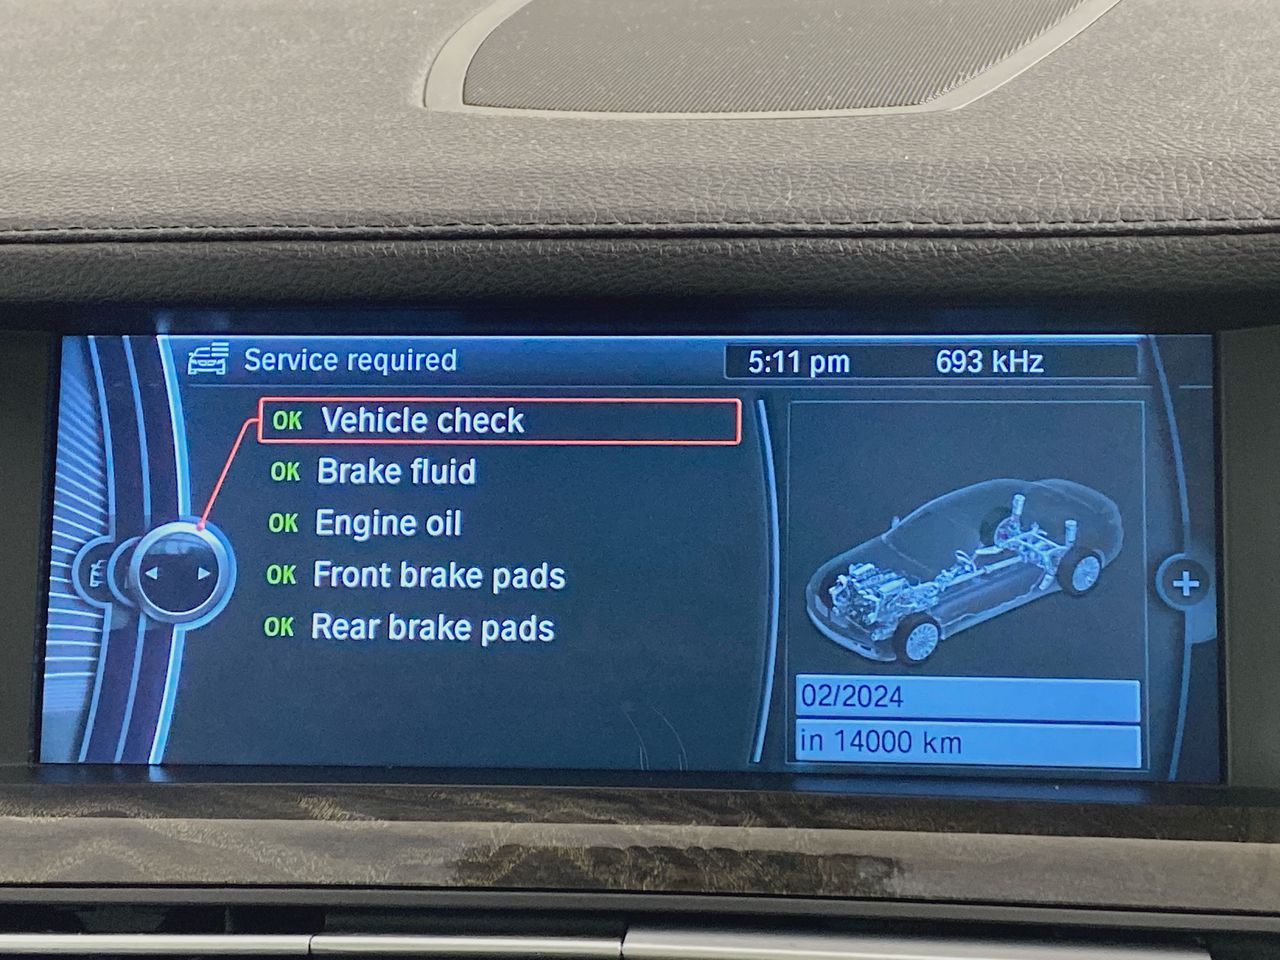 Service required
5:11 pm 693 kHz
OK Vehicle check
OK Brake fluid
OK Engine oil
OK Front brake pads
OK Rear brake pads
02/2024
in 14000 km